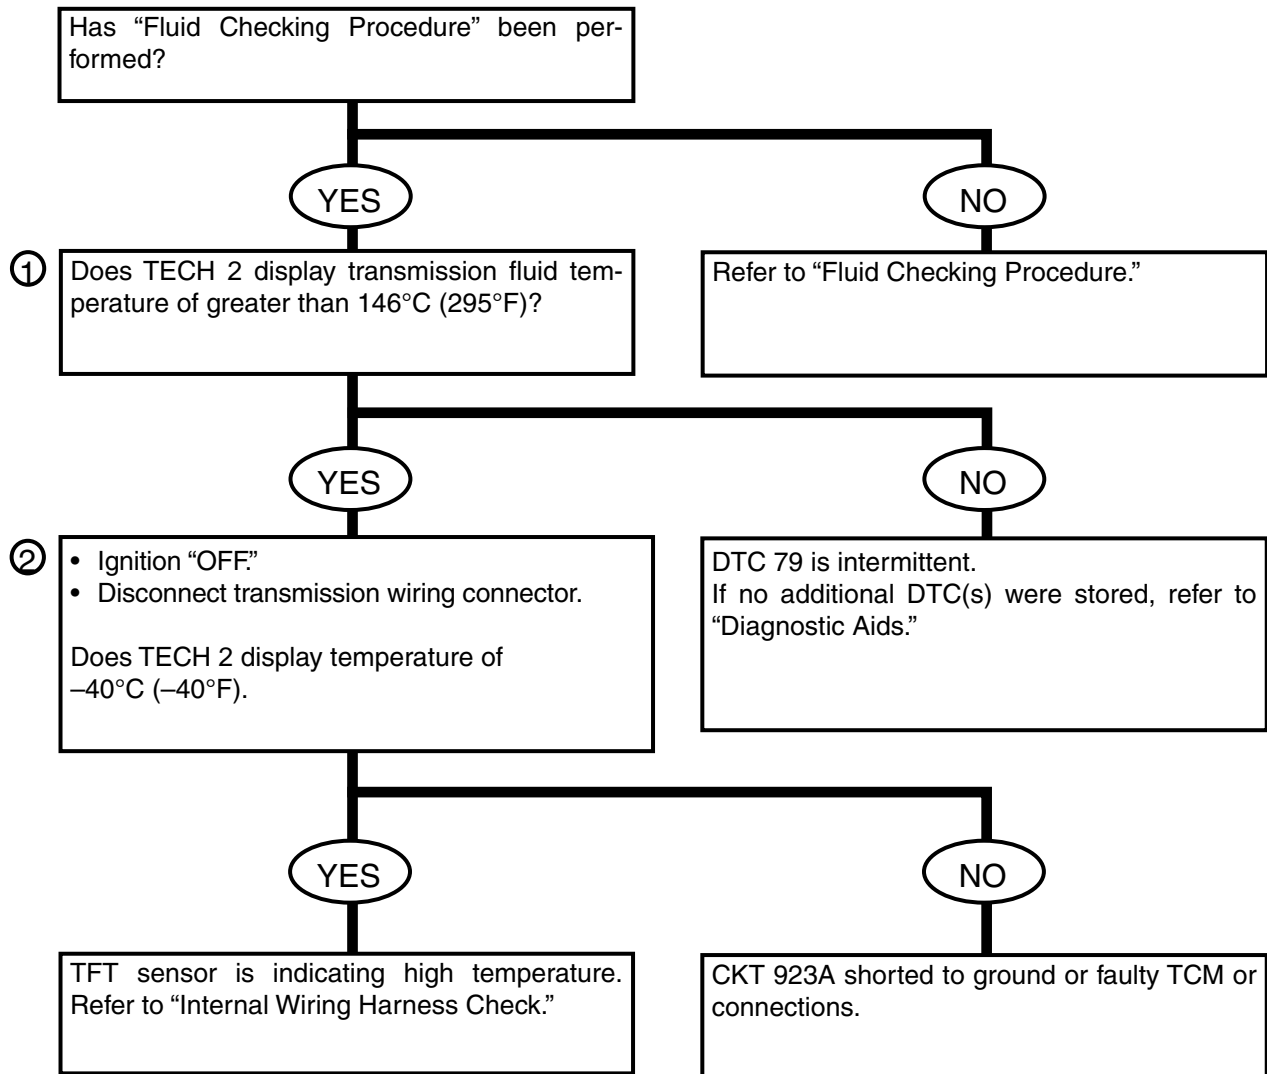 Has “Fluid Checking Procedure” been per-
formed?
YES
NO
1
Does TECH 2 display transmission fluid tem-
perature of greater than 146°C (295°F)?
Refer to “Fluid Checking Procedure.”
YES
NO
2
• Ignition “OFF.”
• Disconnect transmission wiring connector.
Does TECH 2 display temperature of
–40°C (–40°F).
DTC 79 is intermittent.
If no additional DTC(s) were stored, refer to
“Diagnostic Aids.”
YES
NO
TFT sensor is indicating high temperature.
Refer to “Internal Wiring Harness Check.”
CKT 923A shorted to ground or faulty TCM or
connections.